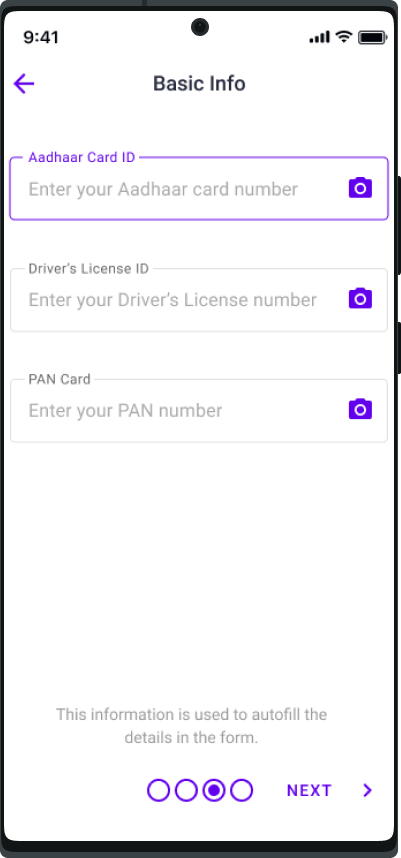 9:41
Basic Info
Aadhaar Card ID
Enter your Aadhaar card number
Driver’s License ID
Enter your Driver’s License number
PAN Card
Enter your PAN number
This information is used to autofill the
details in the form.
NEXT